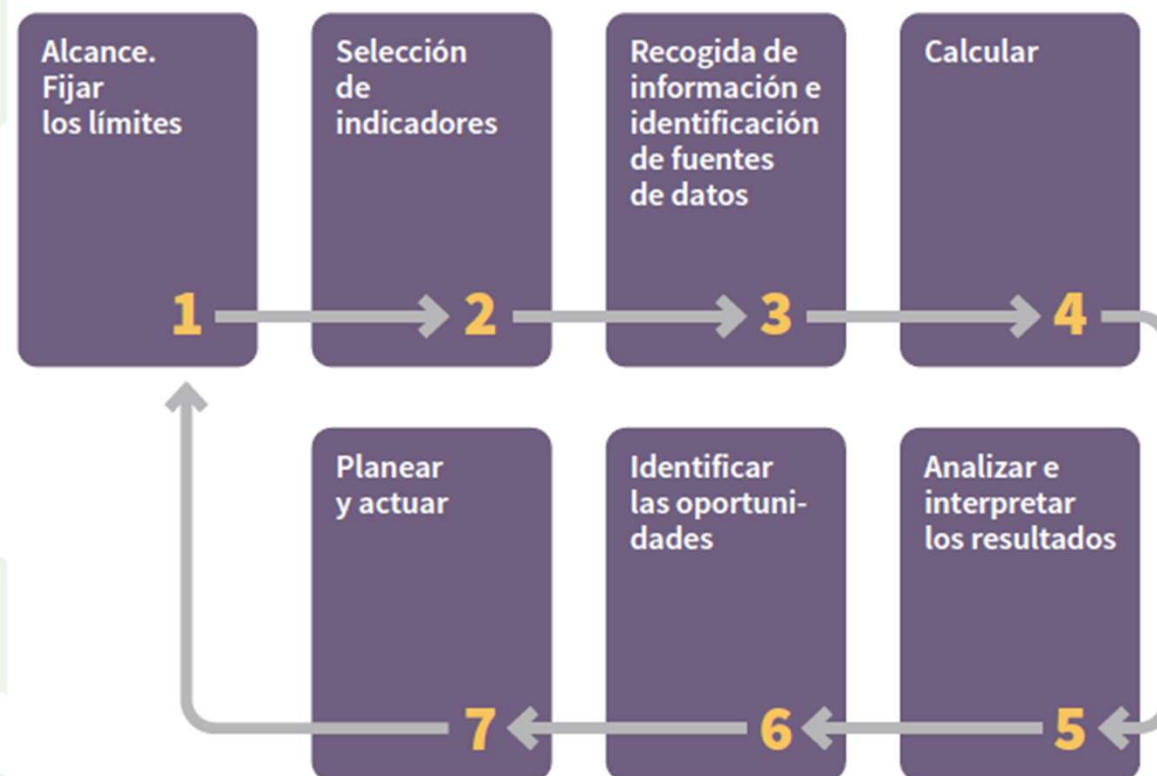 Alcance.
Fijar
los límites
1
Selección
de
indicadores
2
Recogida de
información e
identificación
de fuentes
de datos
3
Calcular
4
Analizar e
interpretar
los resultados
5
Identificar
las oportuni-
dades
6
Planear
y actuar
7